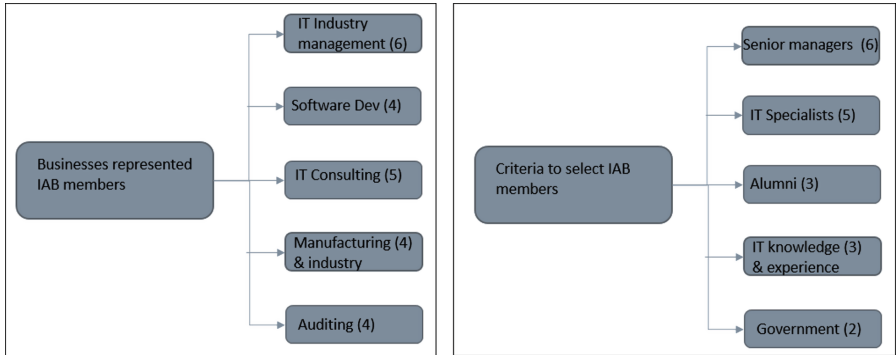 Businesses represented
IAB members
IT Industry
management (6)
Software Dev (4)
IT Consulting (5)
Manufacturing (4)
& industry
Auditing (4)
Criteria to select IAB
members
Senior managers (6)
IT Specialists (5)
Alumni (3)
IT knowledge (3)
& experience
Government (2)